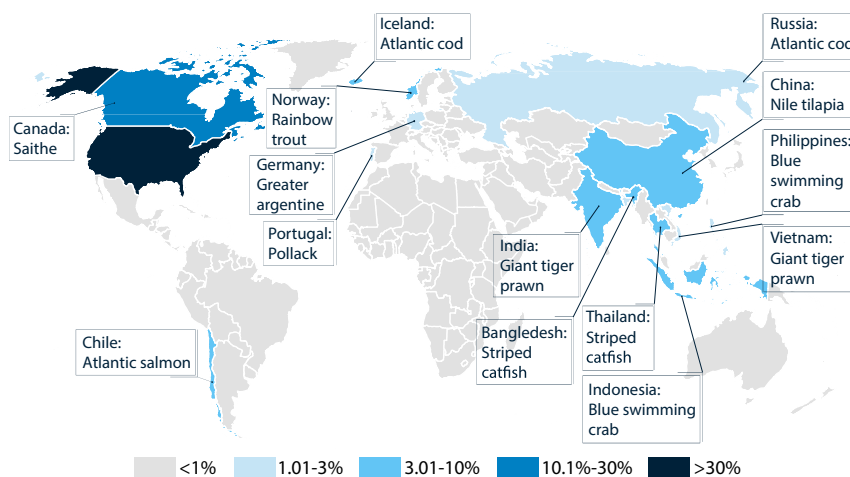 Iceland:
Atlantic cod
Russia:
Atlantic cod
Norway:
Rainbow
trout
China:
Nile tilapia
Canada:
Saithe
Philippines:
Blue
swimming
crab
Germany:
Greater
argentine
Portugal:
Pollack
India:
Giant tiger
prawn
Vietnam:
Giant tiger
prawn
Chile:
Atlantic salmon
Bangledesh:
Striped
catfish
Thailand:
Striped
catfish
Indonesia:
Blue swimming
crab
<1% 1.01-3% 3.01-10% 10.1%-30% >30%